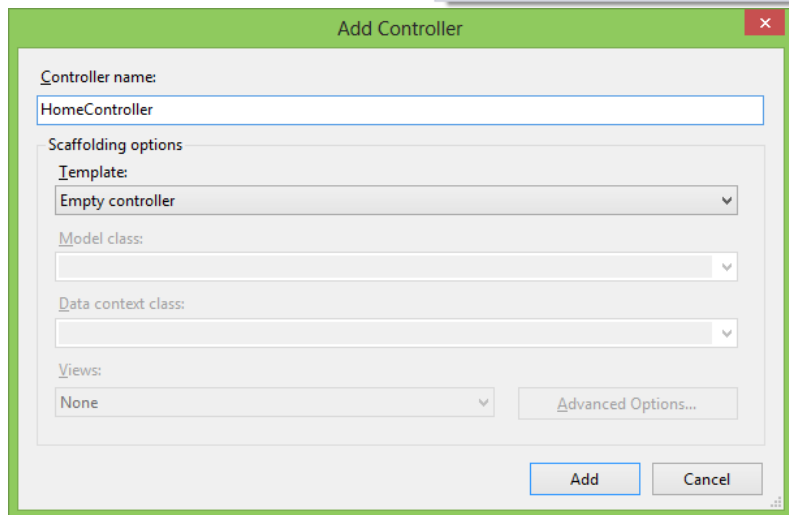 Add Controller
Controller name:
HomeController
Scaffolding options
Template:
Empty controller
Model class:
Data context class:
Views:
None
Advanced Options...
Add
Cancel